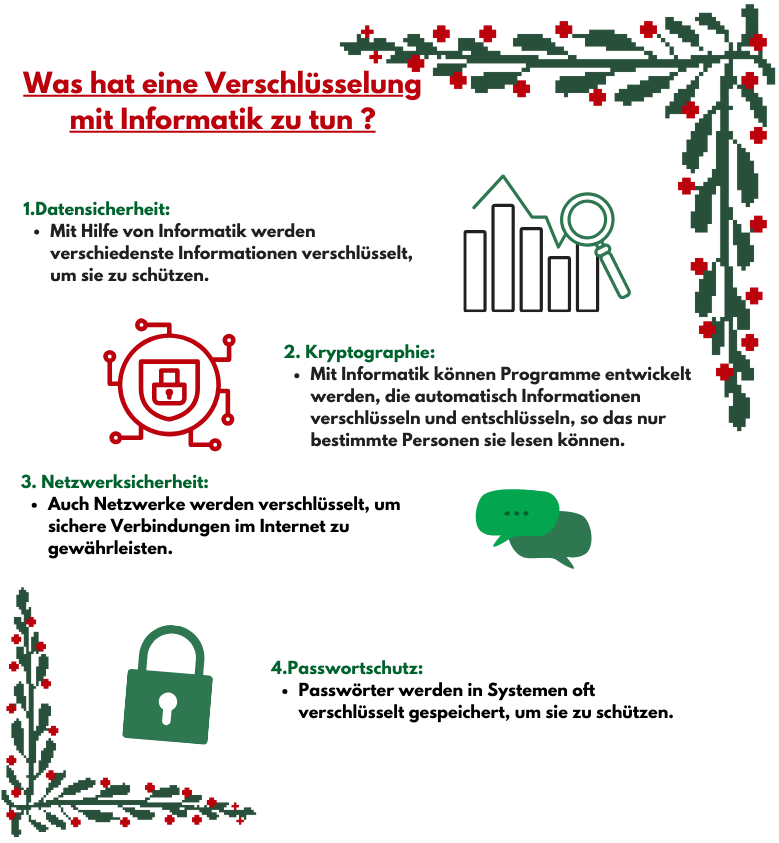 Was hat eine Verschlüsselung
mit Informatik zu tun ?
1.Datensicherheit:
• Mit Hilfe von Informatik werden
verschiedenste Informationen verschlüsselt,
um sie zu schützen.
2. Kryptographie:
• Mit Informatik können Programme entwickelt
werden, die automatisch Informationen
verschlüsseln und entschlüsseln, so das nur
bestimmte Personen sie lesen können.
3. Netzwerksicherheit:
• Auch Netzwerke werden verschlüsselt, um
sichere Verbindungen im Internet zu
gewährleisten.
4.Passwortschutz:
• Passwörter werden in Systemen oft
verschlüsselt gespeichert, um sie zu schützen.